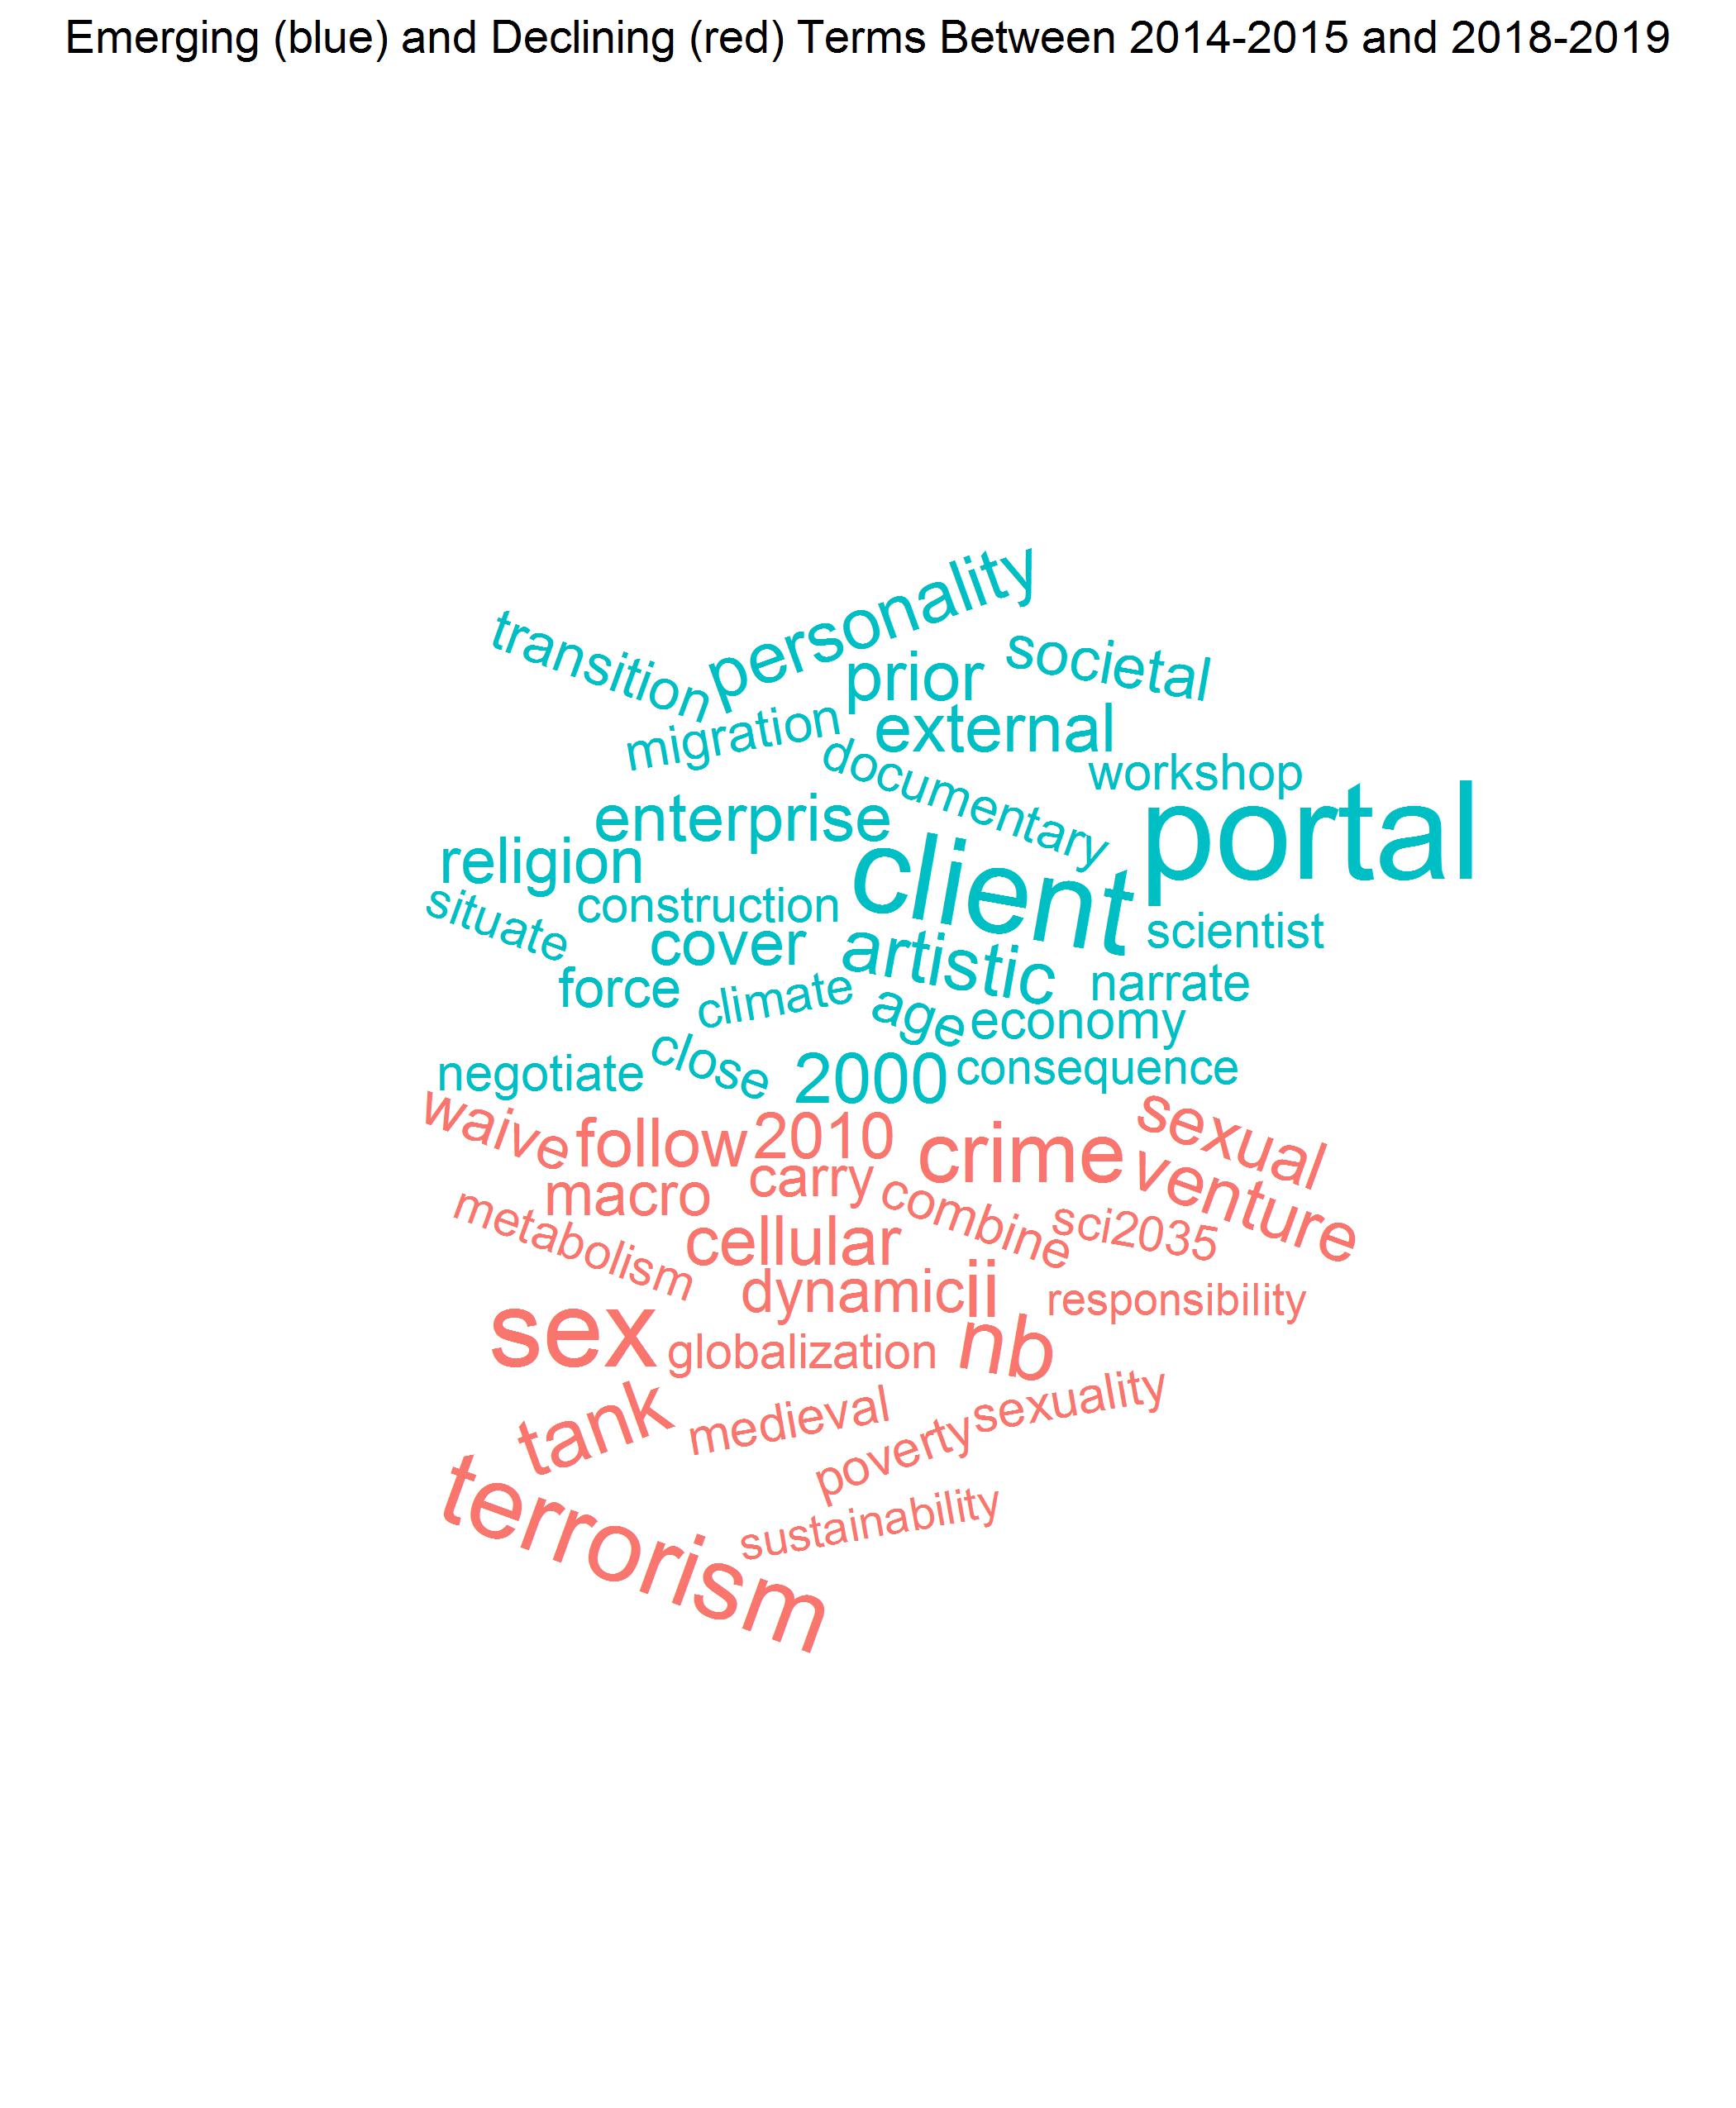 Emerging (blue) and Declining (red) Terms Between 2014-2015 and 2018-2019
personality
transition
prior
societal
migration
external
documentary
workshop
enterprise
portal
religion
client
situate
construction
scientist
cover
artistic
force
climate
age
narrate
economy
negotiate
close
2000
consequence
waive
follow
2010
crime
sexual
macro
carry
combine
venture
metabolism
cellular
sci2035
dynamic
ii
responsibility
sex
globalization
nb
tank
medieval
poverty
sexuality
terrorism
sustainability